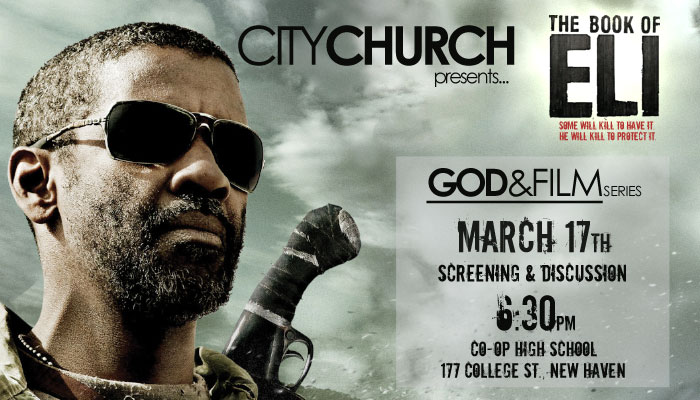 CITYCHURCH
presents...
THE BOOK OF
ELI
SOME WILL KILL TO HAVE IT.
HE WILL KILL TO PROTECT IT.
GOD&FILM SERIES
MARCH 17TH
SCREENING & DISCUSSION
6:30PM
CO-OP HIGH SCHOOL
177 COLLEGE ST., NEW HAVEN